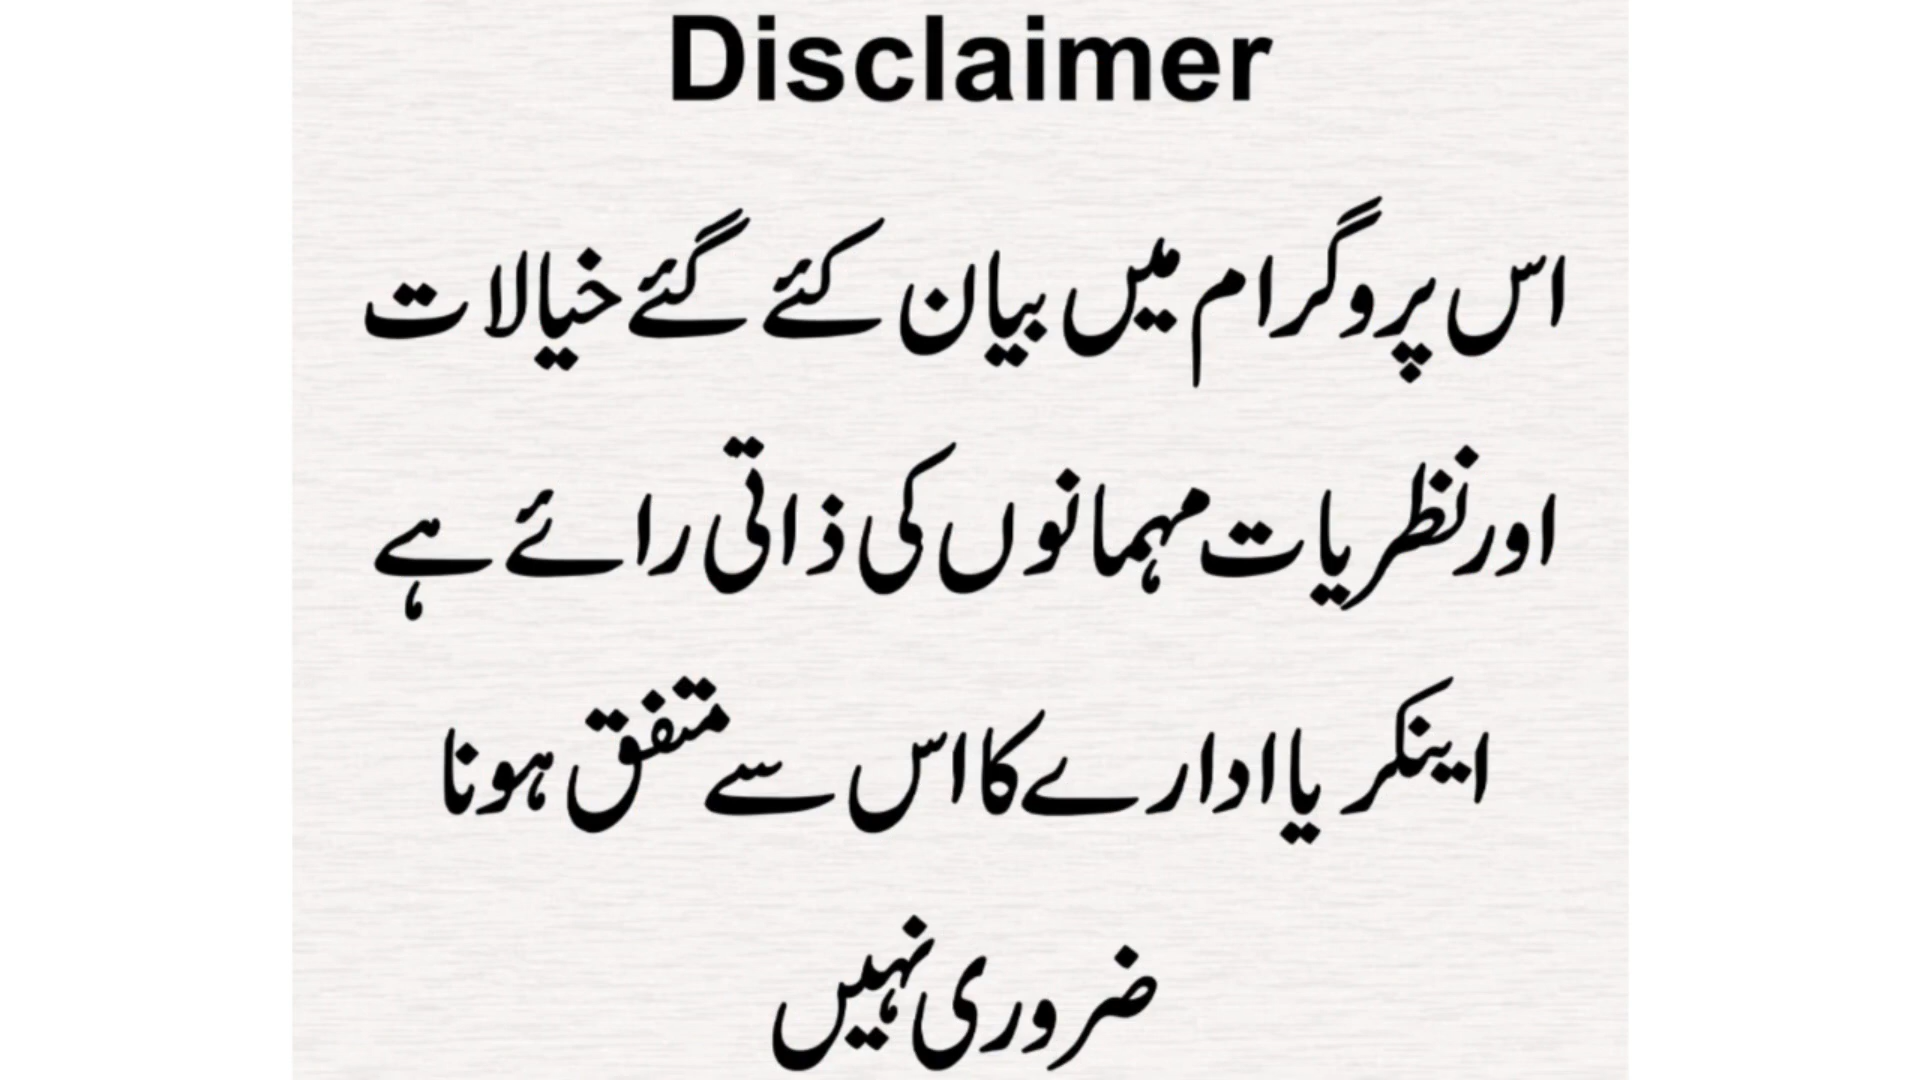 Disclaimer
اس پروگرام میں بیان کئے گئے خیالات
اور نظریات مہمانوں کی ذاتی رائے ہے
اینکر یا ادارے کا اس سے متفق ہونا
ضروری نہیں